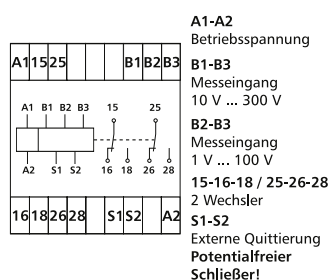 A1 15 25 B1 B2 B3
A1 B1 B2 B3 15 25
A2 S1 S2 16 18 26 28
16 18 26 28 S1 S2 A2
A1-A2
Betriebsspannung
B1-B3
Messeingang
10 V ... 300 V
B2-B3
Messeingang
1 V ... 100 V
15-16-18 / 25-26-28
2 Wechsler
S1-S2
Externe Quittierung
Potentialfreier
Schließer!